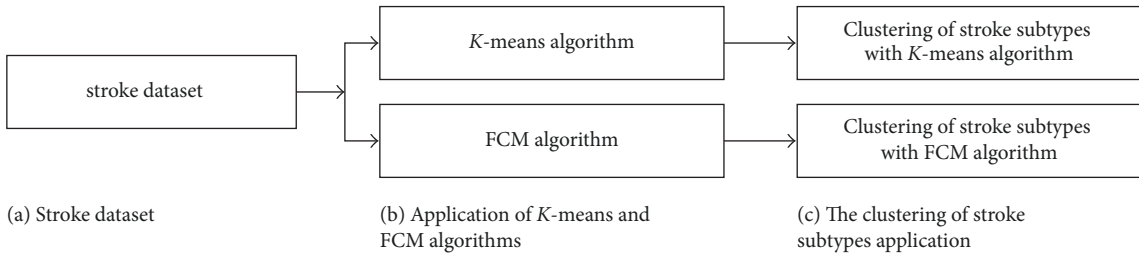 stroke dataset
K-means algorithm
FCM algorithm
Clustering of stroke subtypes
with K-means algorithm
Clustering of stroke subtypes
with FCM algorithm
(a) Stroke dataset
(b) Application of K-means and
FCM algorithms
(c) The clustering of stroke
subtypes application